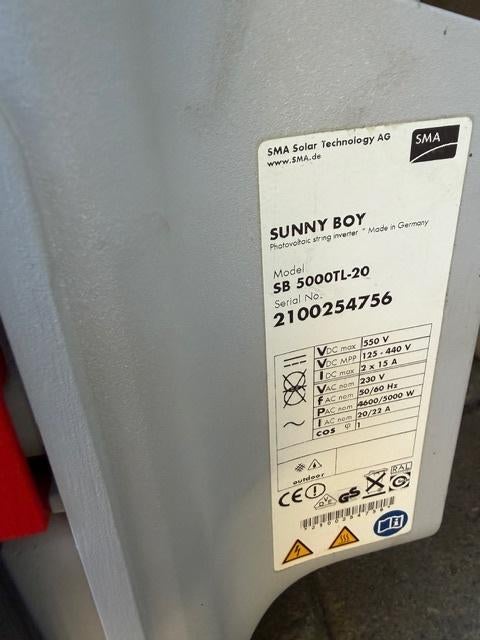 SMA Solar Technology AG
www.SMA.de
SMA
SUNNY BOY
Photovoltaic string inverter * Made in Germany
Model
SB 5000TL-20
Serial No.
2100254756
VDC max 550 V
VDC MPP 125 - 440 V
IDC max 2 x 15 A
VAC nom 230 V
fAC nom 50/60 Hz
PAC nom 4600/5000 W
IAC nom 20/22 A
cos φ 1
outdoor
CE GS RAL